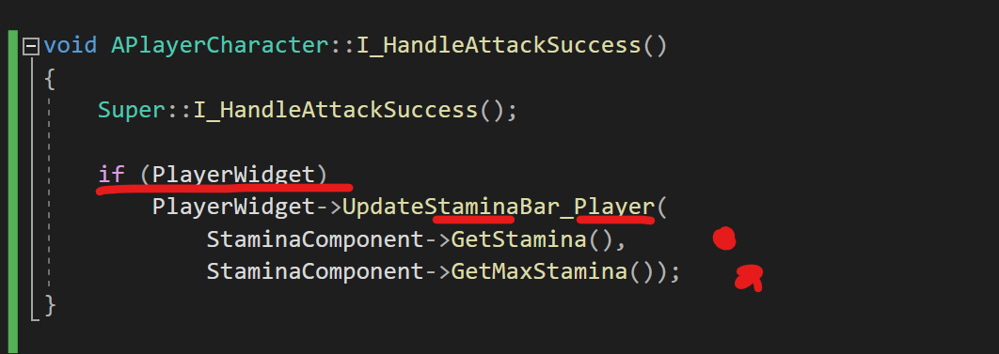 void APlayerCharacter::I_HandleAttackSuccess()
{
Super::I_HandleAttackSuccess();
if (PlayerWidget)
PlayerWidget->UpdateStaminaBar_Player(
StaminaComponent->GetStamina(),
StaminaComponent->GetMaxStamina());
}